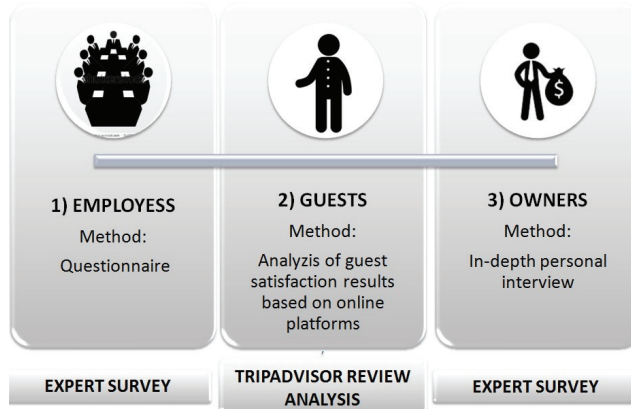 1) EMPLOYESS
Method:
Questionnaire
2) GUESTS
Method:
Analyzis of guest
satisfaction results
based on online
platforms
3) OWNERS
Method:
In-depth personal
interview
$
EXPERT SURVEY
TRIPADVISOR REVIEW
ANALYSIS
EXPERT SURVEY